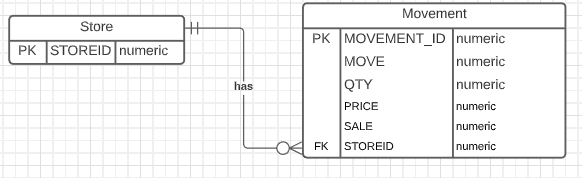 Store
PK STOREID numeric
has
Movement
PK MOVEMENT_ID numeric
MOVE numeric
QTY numeric
PRICE numeric
SALE numeric
FK STOREID numeric